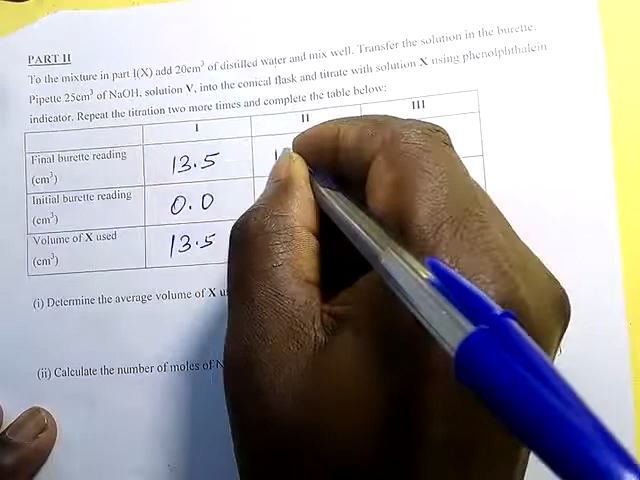 PART II
To the mixture in part I(X) add 20cm³ of distilled water and mix well. Transfer the solution in the burette.
Pipette 25cm³ of NaOH, solution V, into the conical flask and titrate with solution X using phenolphthalein
indicator. Repeat the titration two more times and complete the table below:
I II III
Final burette reading (cm³) 13.5
Initial burette reading (cm³) 0.0
Volume of X used (cm³) 13.5
(i) Determine the average volume of X
(ii) Calculate the number of moles of